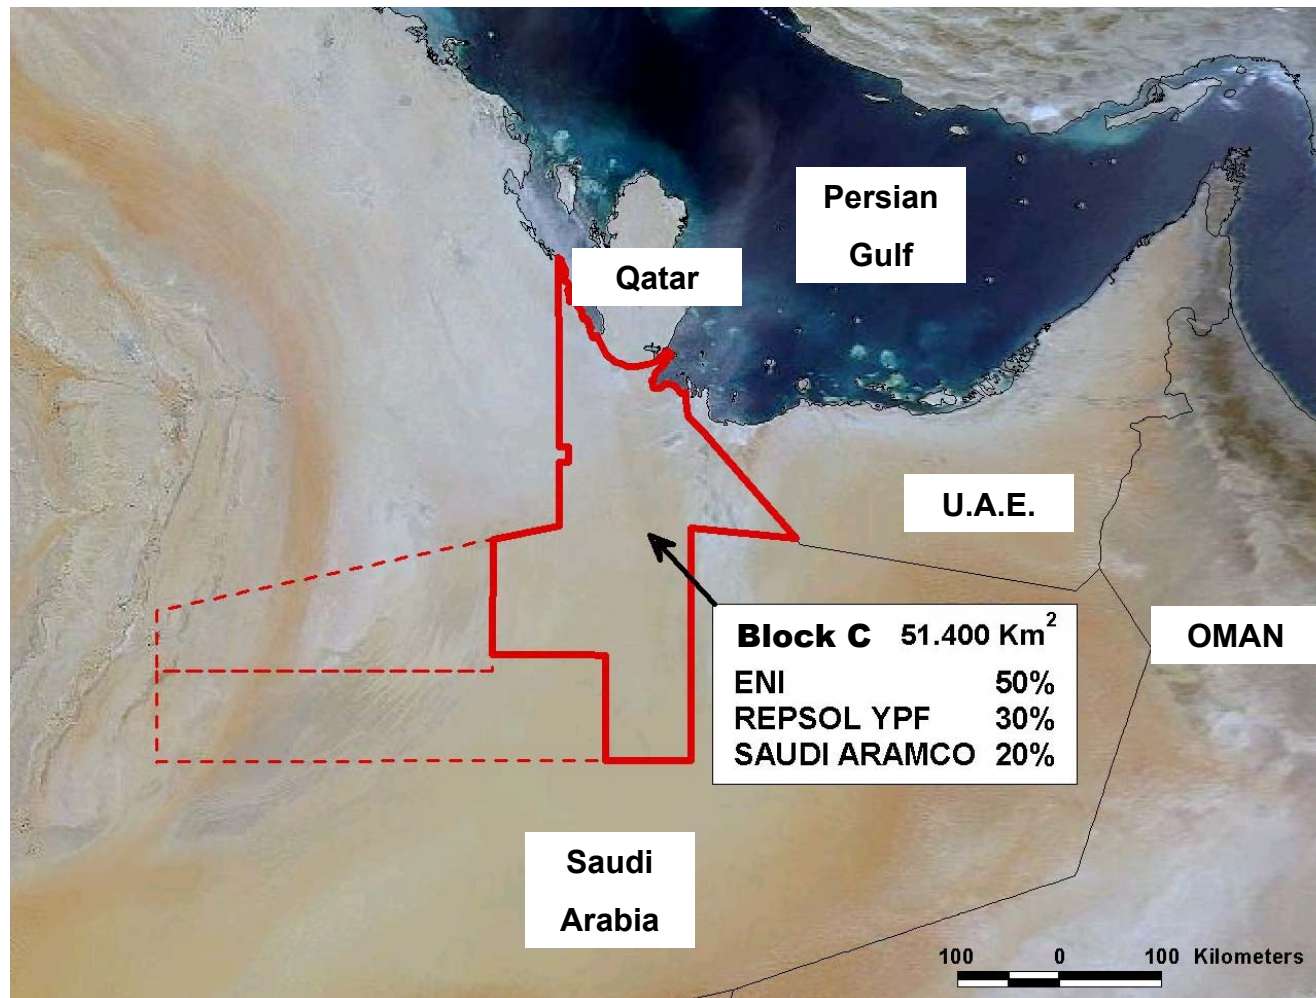 Persian
Gulf
Qatar
U.A.E.
Block C 51.400 Km²
ENI 50%
REPSOL YPF 30%
SAUDI ARAMCO 20%
OMAN
Saudi
Arabia
100 0 100 Kilometers